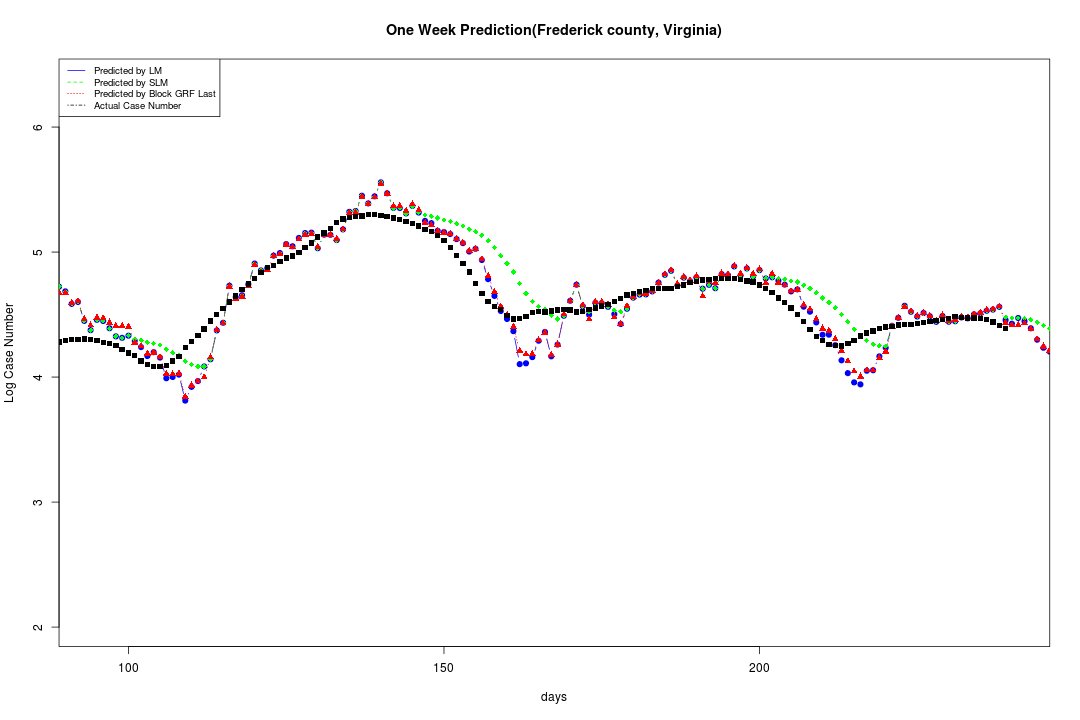 One Week Prediction(Frederick county, Virginia)
Predicted by LM
Predicted by SLM
Predicted by Block GRF Last
Actual Case Number
6
5
4
3
2
Log Case Number
100 150 200
days